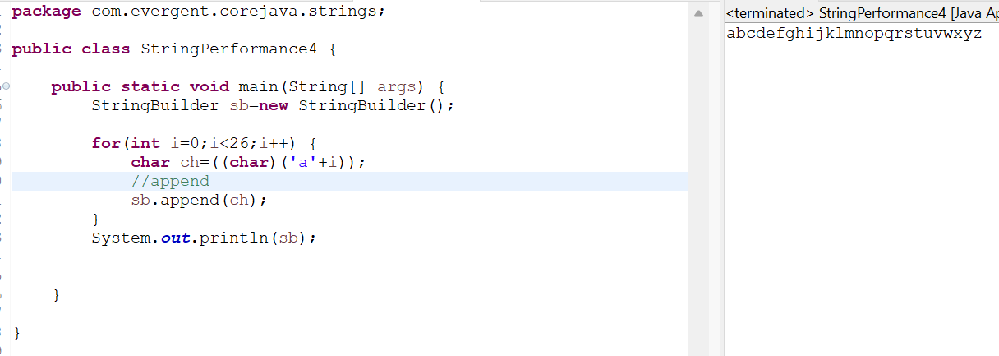 package com.evergent.corejava.strings;
public class StringPerformance4 {
public static void main(String[] args) {
StringBuilder sb=new StringBuilder();
for(int i=0;i<26;i++) {
char ch=((char)('a'+i));
//append
sb.append(ch);
}
System.out.println(sb);
}
}
<terminated> StringPerformance4 [Java Ap
abcdefghijklmnopqrstuvwxyz